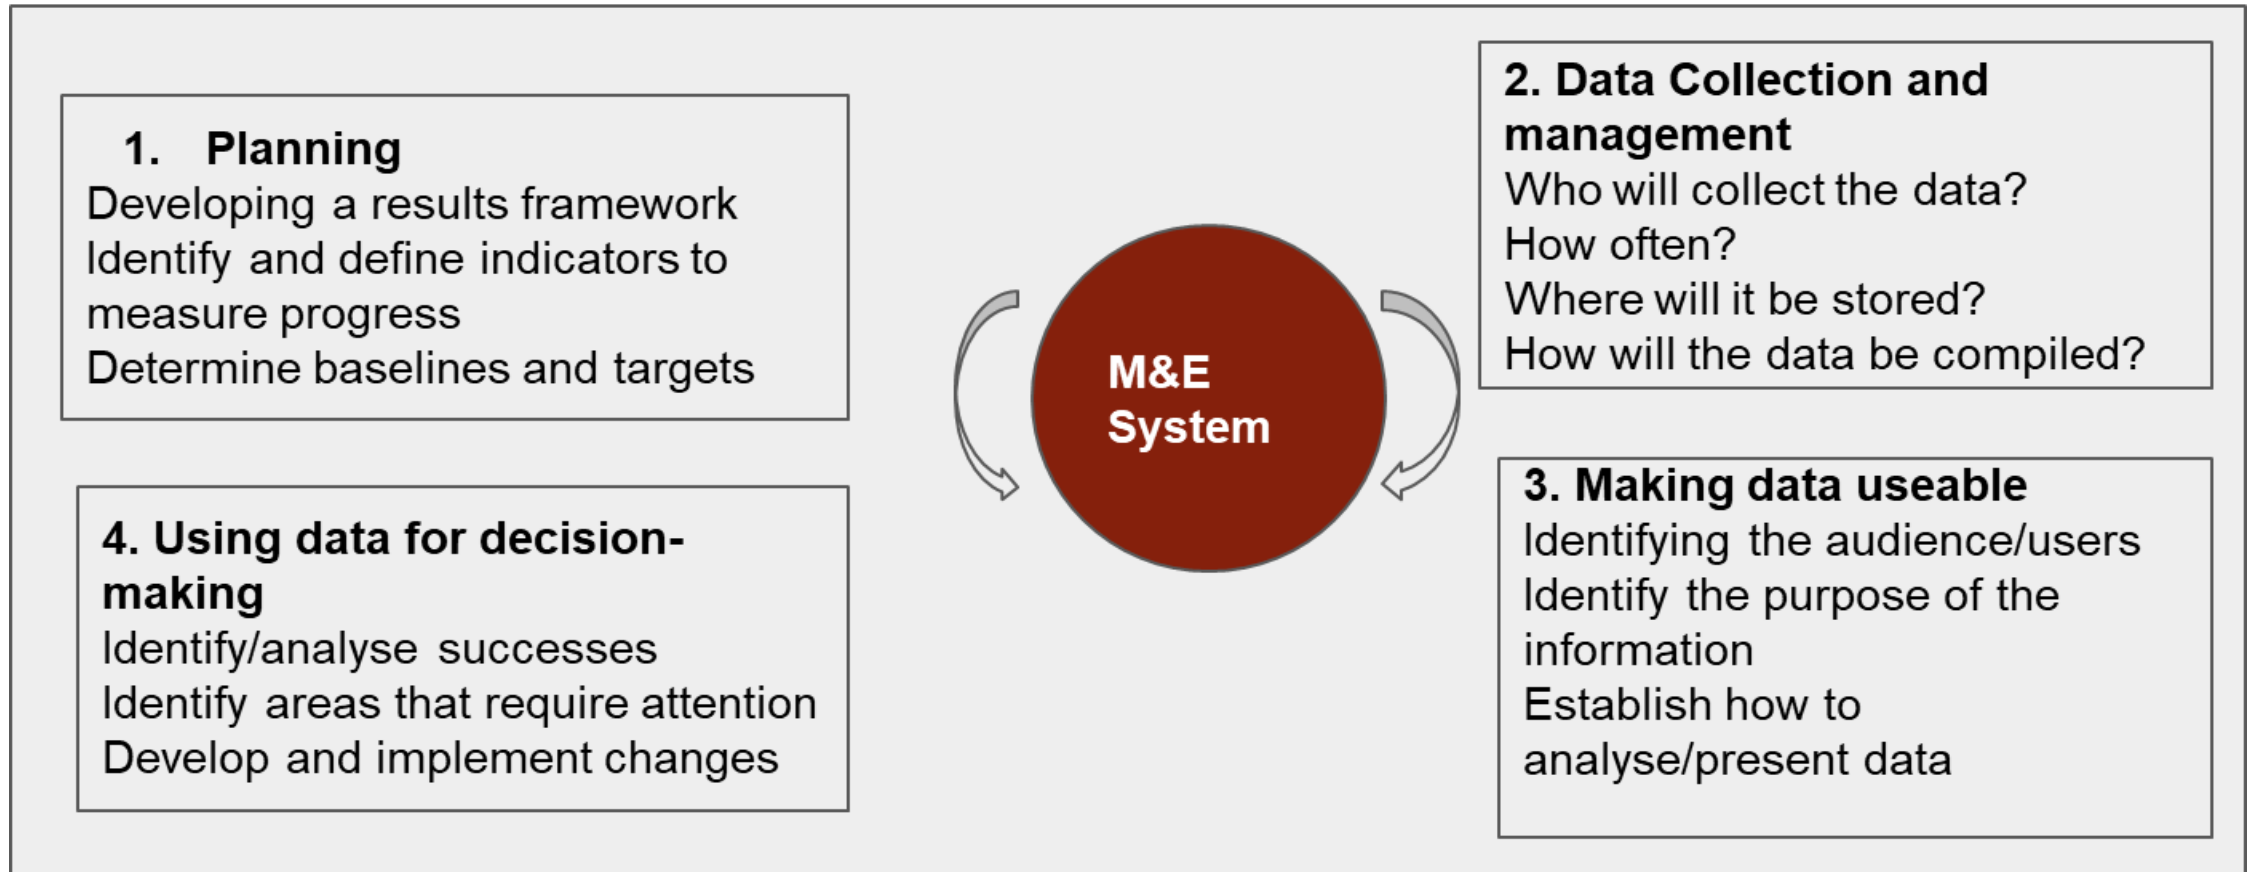 1. Planning
Developing a results framework
Identify and define indicators to
measure progress
Determine baselines and targets
2. Data Collection and
management
Who will collect the data?
How often?
Where will it be stored?
How will the data be compiled?
M&E
System
3. Making data useable
Identifying the audience/users
Identify the purpose of the
information
Establish how to
analyse/present data
4. Using data for decision-
making
Identify/analyse successes
Identify areas that require attention
Develop and implement changes